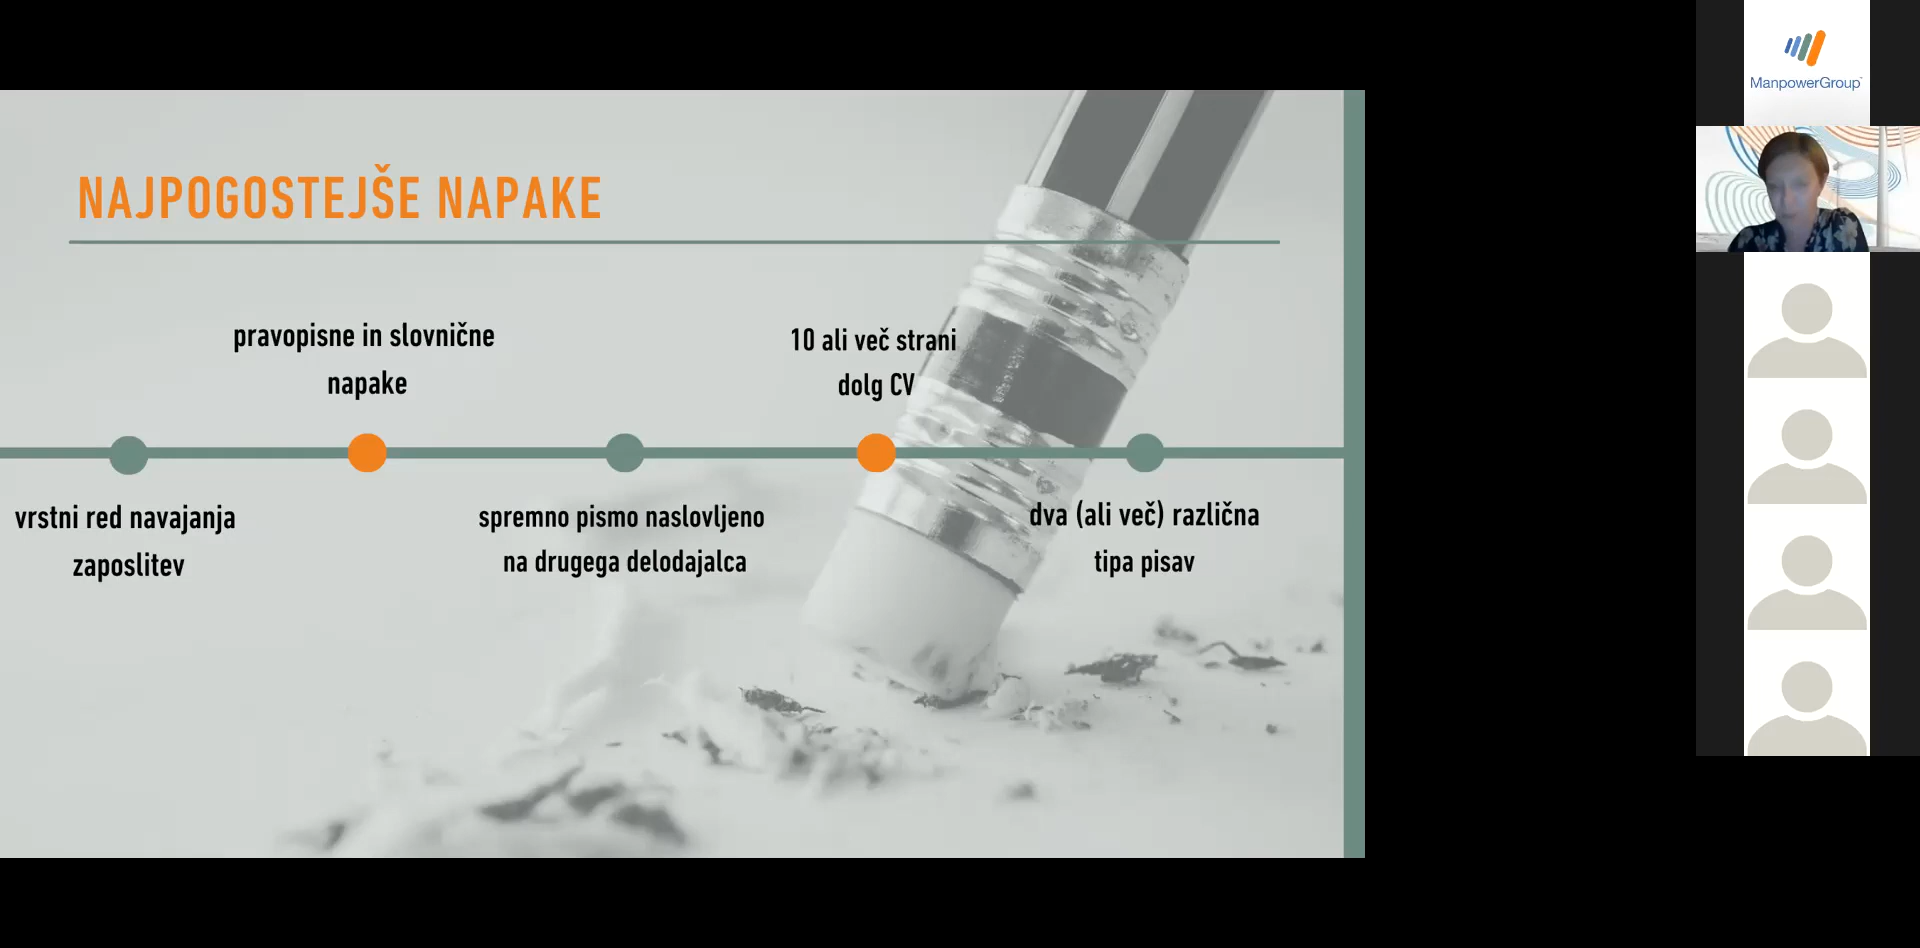 NAJPOGOSTEJŠE NAPAKE
pravopisne in slovnične
napake
10 ali več strani
dolg CV
vrstni red navajanja
zaposlitev
spremno pismo naslovljeno
na drugega delodajalca
dva (ali več) različna
tipa pisav
ManpowerGroup